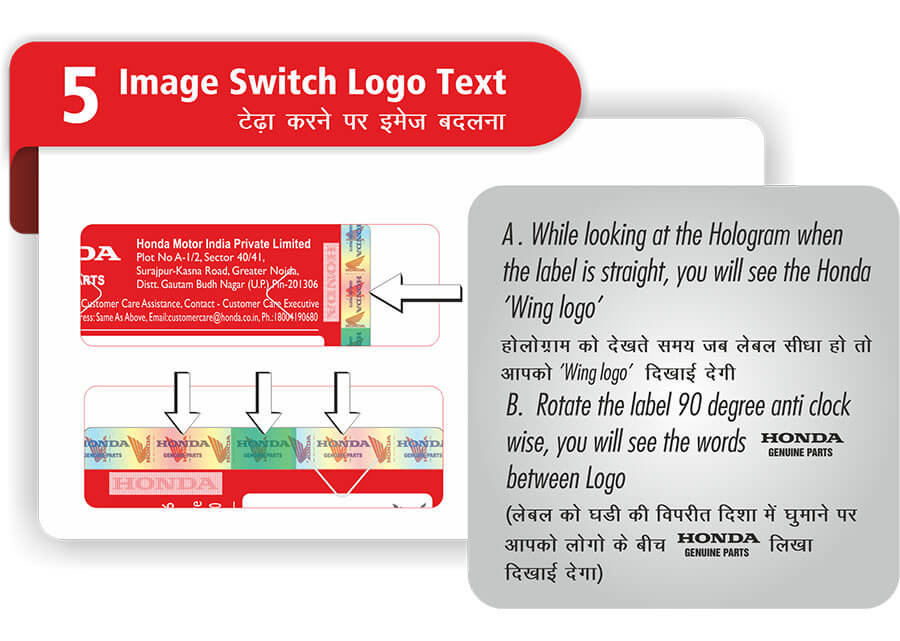 5
Image Switch Logo Text
टेढ़ा करने पर इमेज बदलना
DA
RTS
Honda Motor India Private Limited
Plot No A-1/2, Sector 40/41,
Surajpur-Kasna Road, Greater Noida,
Distt. Gautam Budh Nagar (U.P.) Pin-201306
Customer Care Assistance, Contact - Customer Care Executive
ress: Same As Above, Email:customercare@honda.co.in, Ph.:18004190680
HONDA
HONDA
HONDA
HONDA
GENUINE PARTS
HONDA
GENUINE PARTS
HONDA
GENUINE PARTS
HONDA
GENUINE PARTS
HONDA
GENUINE PARTS
HONDA
A. While looking at the Hologram when
the label is straight, you will see the Honda
'Wing logo'
होलोग्राम को देखते समय जब लेबल सीधा हो तो
आपको 'Wing logo' दिखाई देगी
B. Rotate the label 90 degree anti clock
wise, you will see the words HONDA
GENUINE PARTS
between Logo
(लेबल को घडी की विपरीत दिशा में घुमाने पर
आपको लोगो के बीच HONDA GENUINE PARTS लिखा
दिखाई देगा)